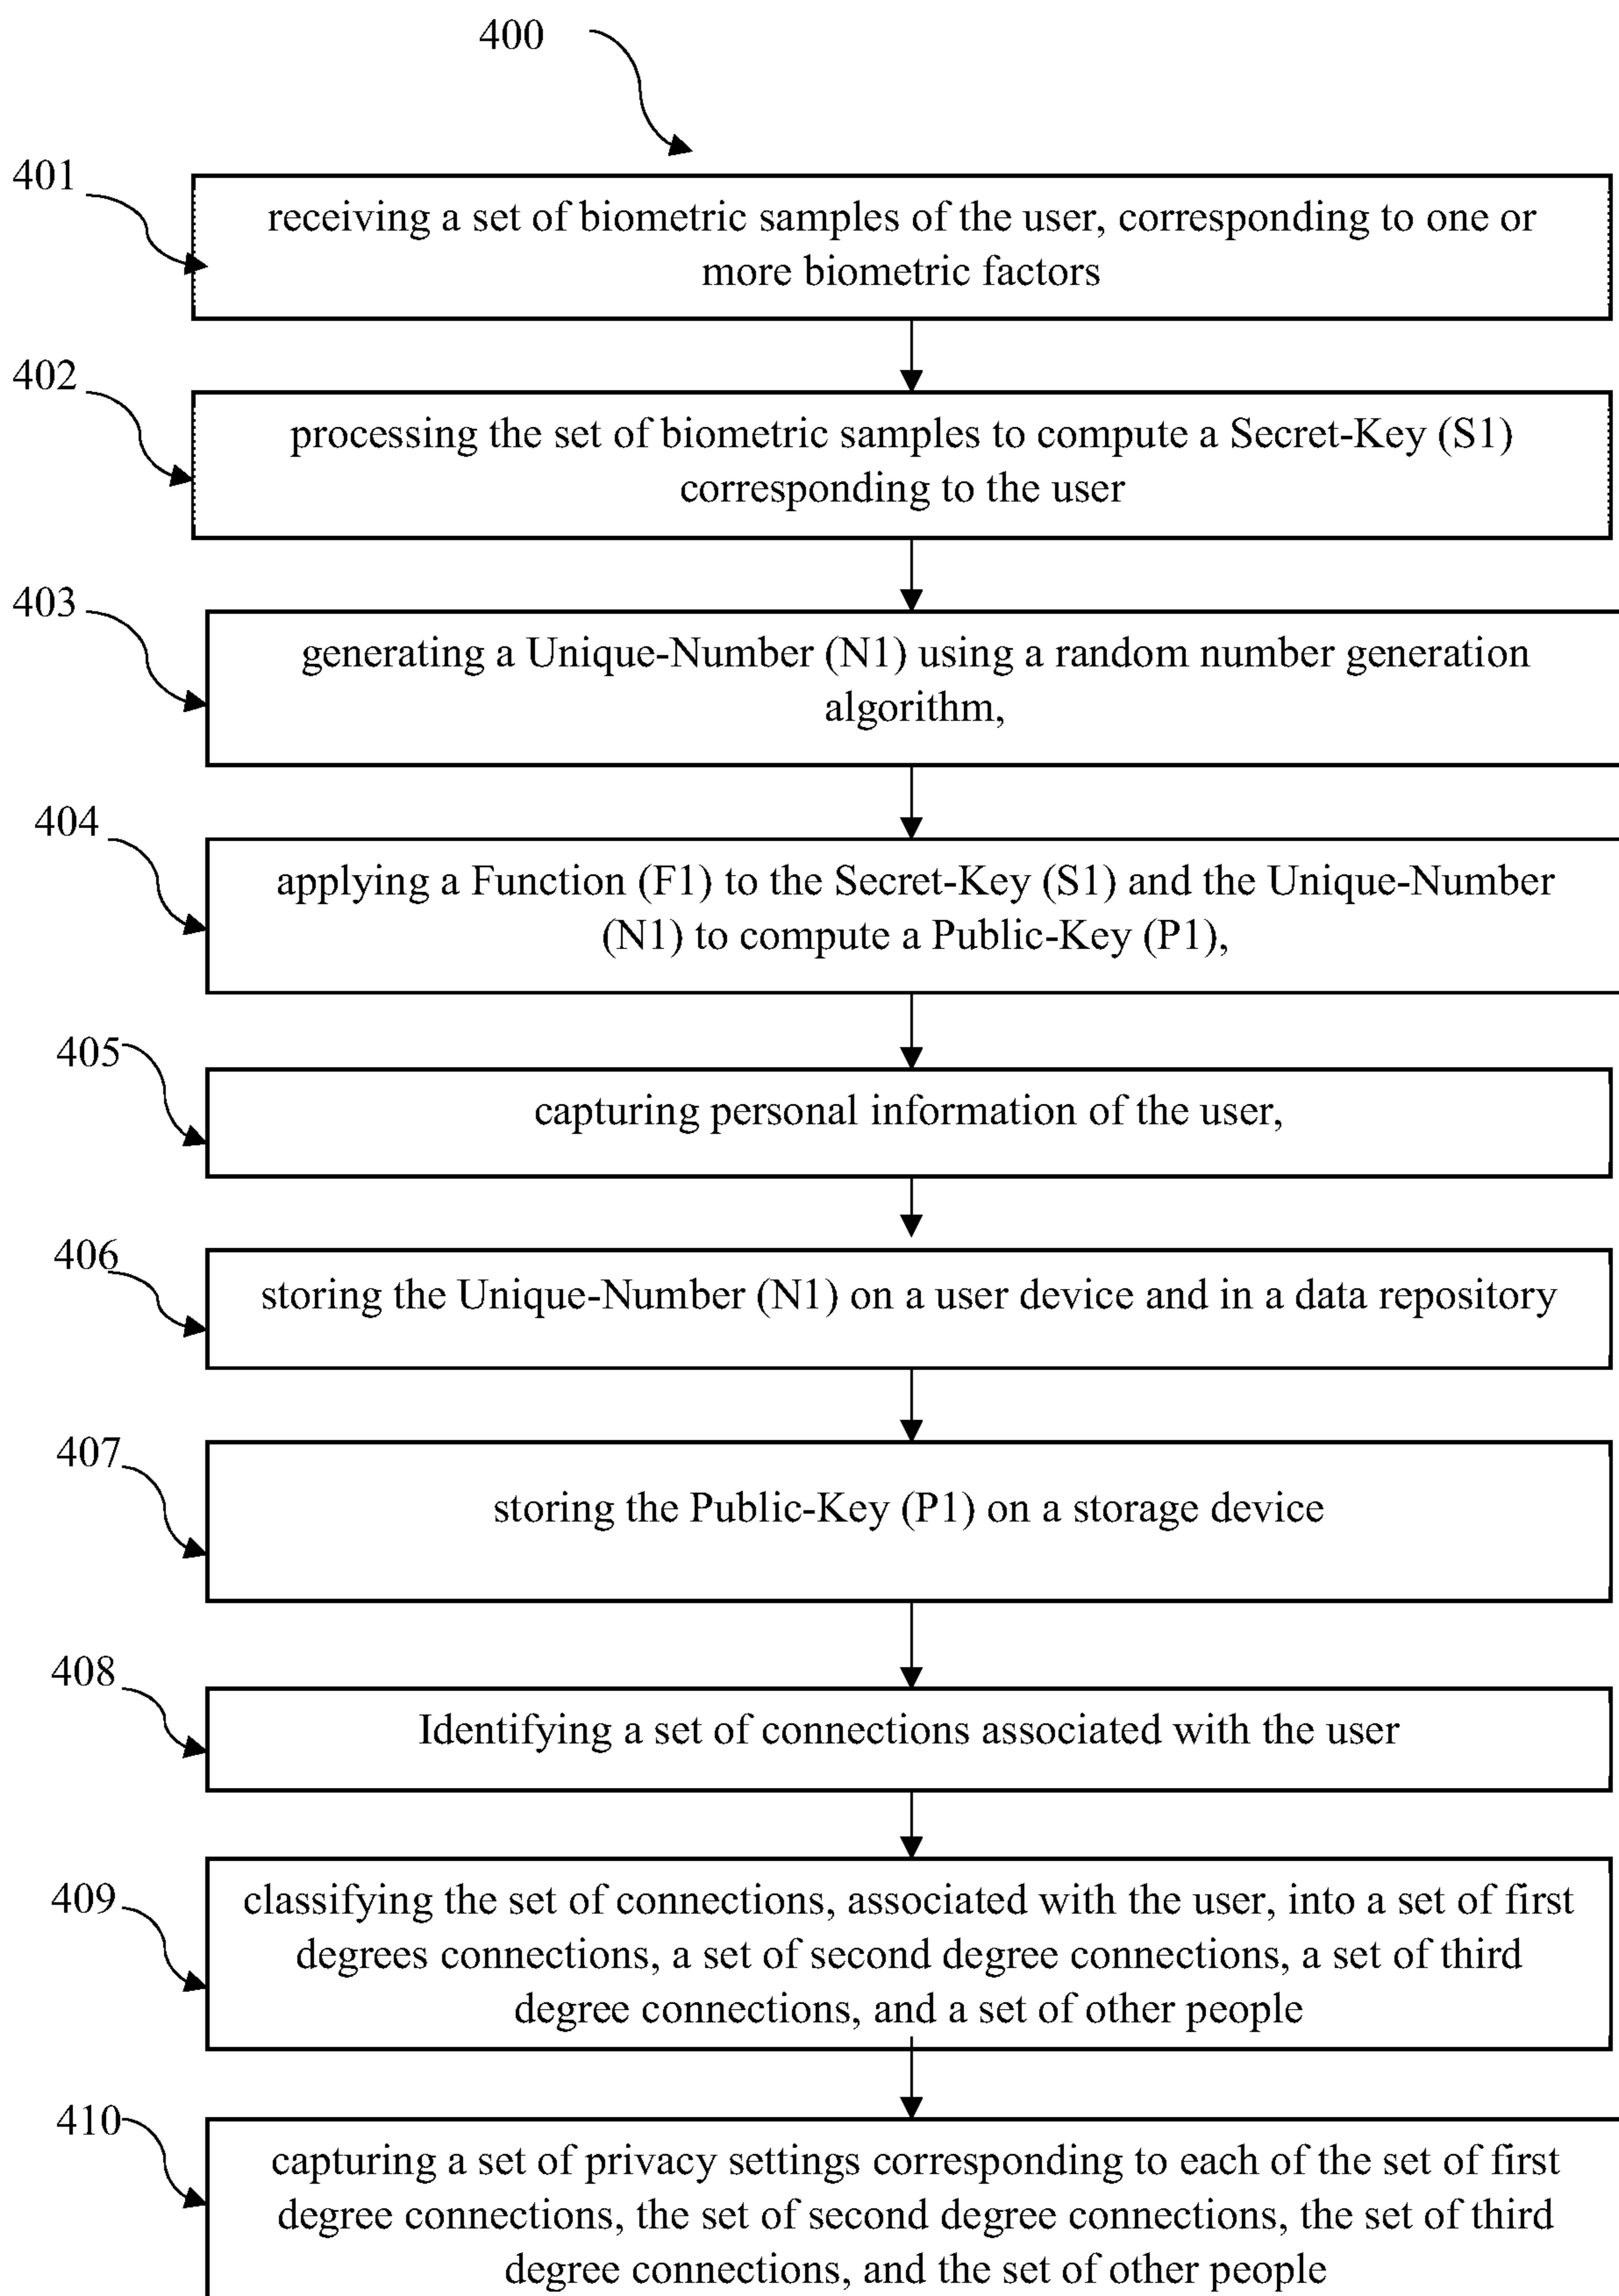 400
401
receiving a set of biometric samples of the user, corresponding to one or
more biometric factors
402
processing the set of biometric samples to compute a Secret-Key (S1)
corresponding to the user
403
generating a Unique-Number (N1) using a random number generation
algorithm,
404
applying a Function (F1) to the Secret-Key (S1) and the Unique-Number
(N1) to compute a Public-Key (P1),
405
capturing personal information of the user,
406
storing the Unique-Number (N1) on a user device and in a data repository
407
storing the Public-Key (P1) on a storage device
408
Identifying a set of connections associated with the user
409
classifying the set of connections, associated with the user, into a set of first
degrees connections, a set of second degree connections, a set of third
degree connections, and a set of other people
410
capturing a set of privacy settings corresponding to each of the set of first
degree connections, the set of second degree connections, the set of third
degree connections, and the set of other people